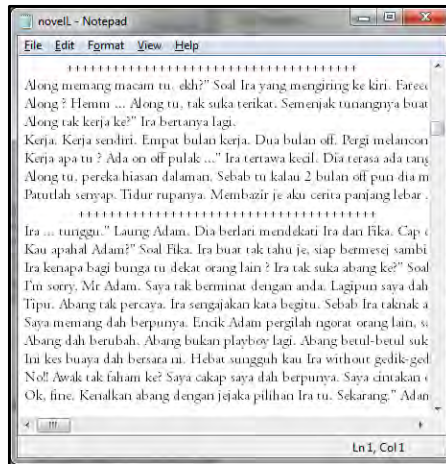 novelL - Notepad
File Edit Format View Help
++++++++++++++++++++++++++++++++++++++
Along memang macam tu, ekh?" Soal Ira yang mengiring ke kiri.
Along ? Hemm ... Along tu, tak suka terikat. Semenjak tunangnya buat
Along tak kerja ke?" Ira bertanya lagi.
Kerja. Kerja sendiri. Empat bulan kerja. Dua bulan off. Pergi melancon
Kerja apa tu ? Ada on off pulak ..." Ira tertawa kecil. Dia terasa ada tang
Along tu, pereka hiasan dalaman. Sebab tu kalau 2 bulan off pun dia m
Patutlah senyap. Tidur rupanya. Membazir je aku cerita panjang lebar .
++++++++++++++++++++++++++++++++++++++
Ira ... tunggu." Laung Adam. Dia berlari mendekati Ira dan Fika. Cap
Kau apahal Adam?" Soal Fika. Ira buat tak tahu je, siap bermesej sambi
Ira kenapa bagi bunga tu dekat orang lain ? Ira tak suka abang ke?" Soal
I'm sorry, Mr Adam. Saya tak berminat dengan anda. Lagipun saya dah
Tipu. Abang tak percaya. Ira sengajakan kata begitu. Sebab Ira taknak a
Saya memang dah berpunya. Encik Adam pergilah ngorat orang lain, s
Abang dah berubah. Abang bukan playboy lagi. Abang betul-betul suk
Ini kes buaya dah bersara ni. Hebat sungguh kau Ira without gedik-ged
No!! Awak tak faham ke? Saya cakap saya dah berpunya. Saya cintakan
Ok, fine. Kenalkan abang dengan jejaka pilihan Ira tu. Sekarang." Adan
Ln 1, Col 1